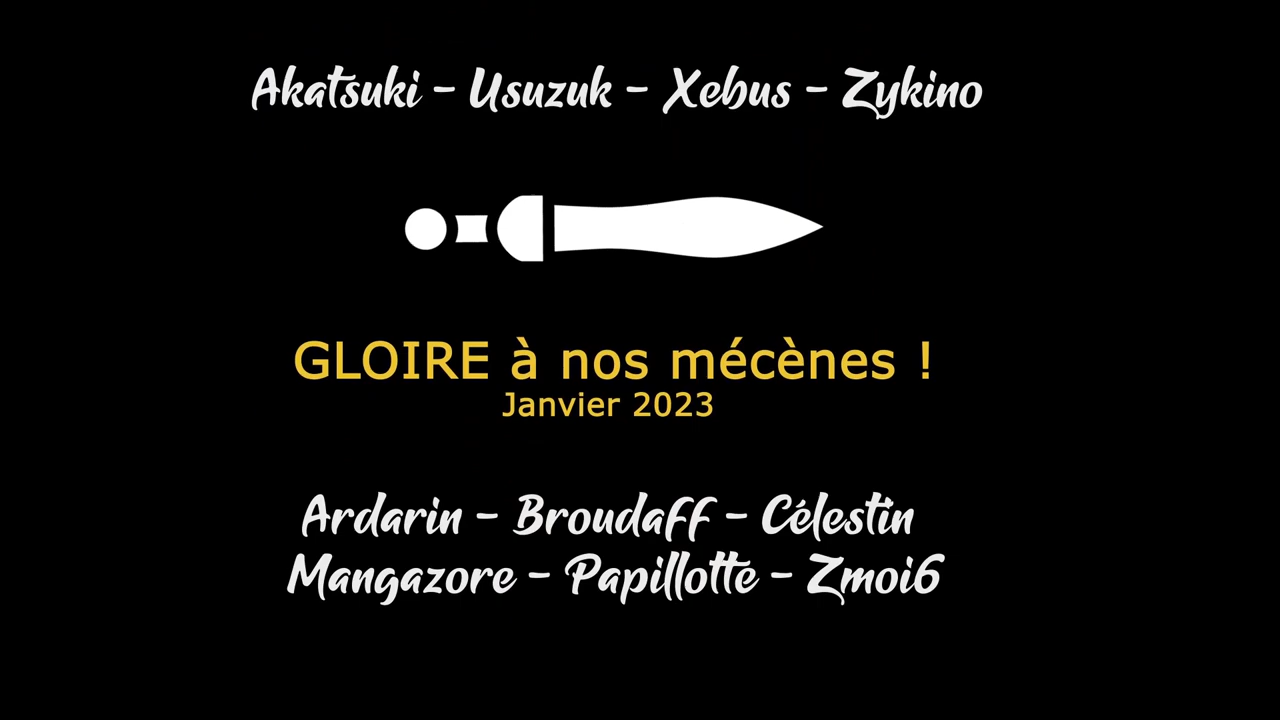 Akatsuki - Usuzuk - Xebus - Zykino
GLOIRE à nos mécènes !
Janvier 2023
Ardarin - Broudaff - Célestin
Mangazore - Papillotte - Zmoi6